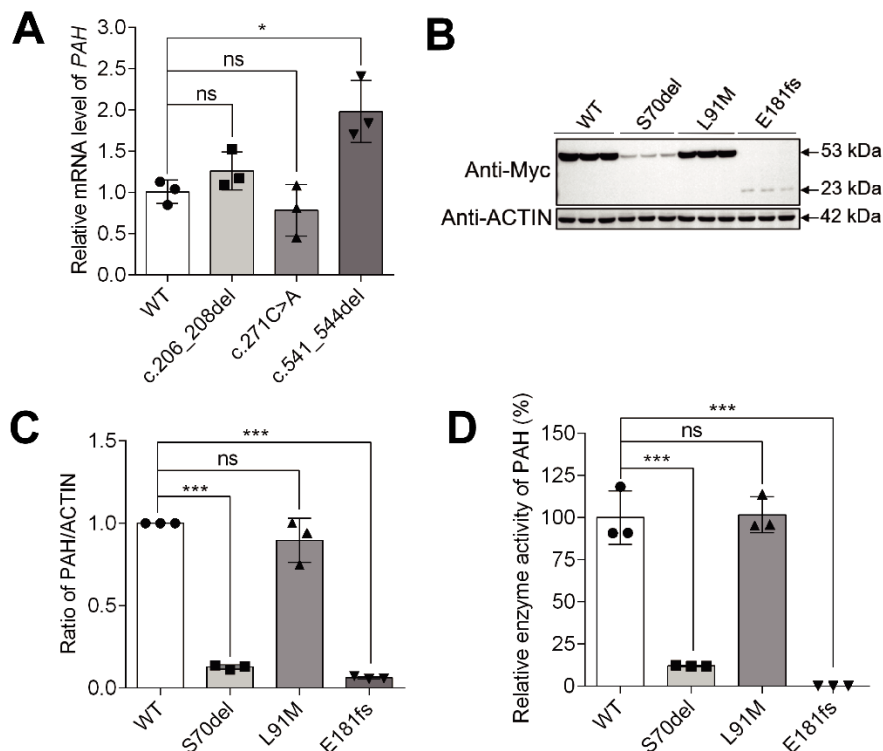 A
Relative mRNA level of PAH
3.0
2.5
2.0
1.5
1.0
0.5
0.0
*
ns
ns
WT
c.206_208del
c.271C>A
c.541_544del
B
WT
S70del
L91M
E181fs
Anti-Myc
53 kDa
23 kDa
Anti-ACTIN
42 kDa
C
Ratio of PAH/ACTIN
1.5
1.0
0.5
0.0
***
ns
***
WT
S70del
L91M
E181fs
D
Relative enzyme activity of PAH (%)
150
125
100
75
50
25
0
***
ns
***
WT
S70del
L91M
E181fs